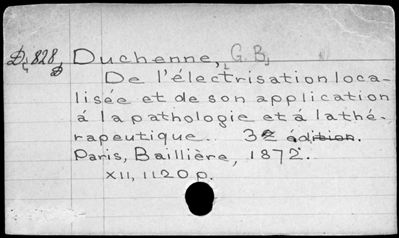 D. 828 Duchenne, [G. B.]
De l'électrisation loca-
lisée et de son application
á la pathologie et á la thé-
rapeutique. 3e édition.
Paris, Baillière, 1872.
XII, 1120 p.